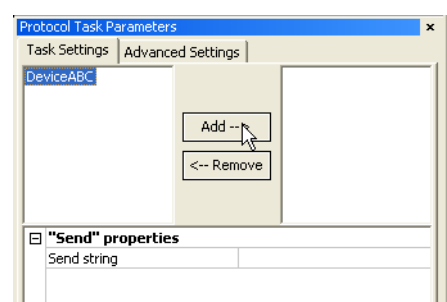 Protocol Task Parameters x
Task Settings Advanced Settings
DeviceABC
Add -->
<-- Remove
"Send" properties
Send string